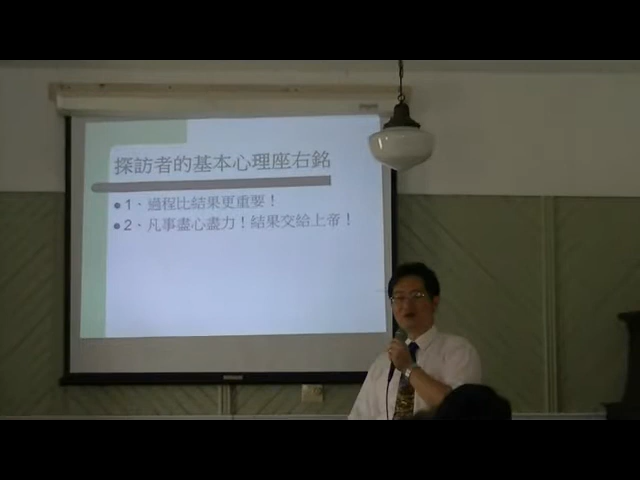 探訪者的基本心理座右銘
1、過程比結果更重要！
2、凡事盡心盡力！結果交給上帝！